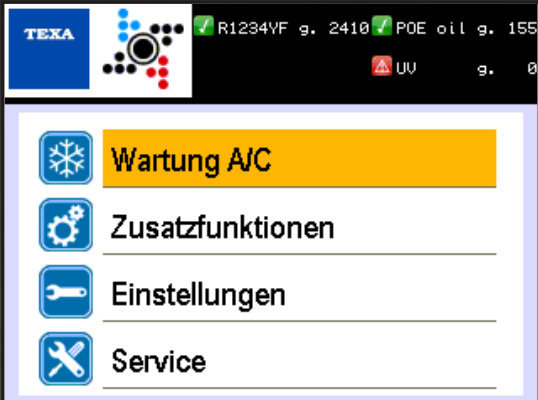 TEXA
R1234YF g. 2410 POE oil g. 155
UV g. 0
Wartung A/C
Zusatzfunktionen
Einstellungen
Service